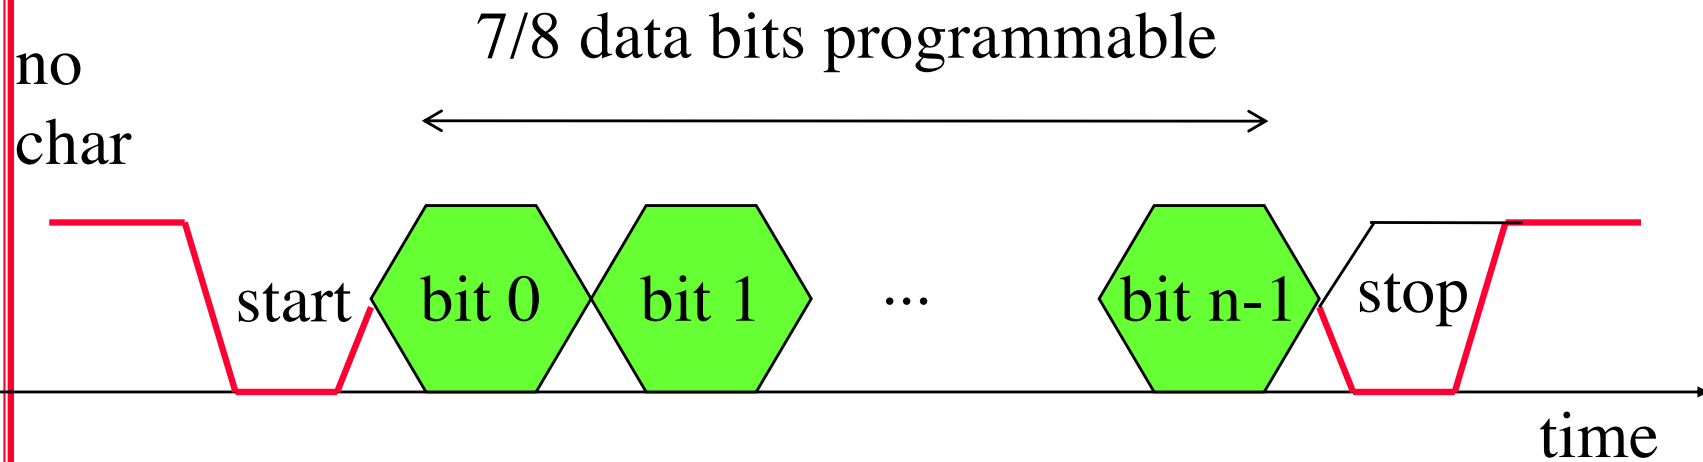 7/8 data bits programmable
no
char
start
bit 0
bit 1
...
bit n-1
stop
time